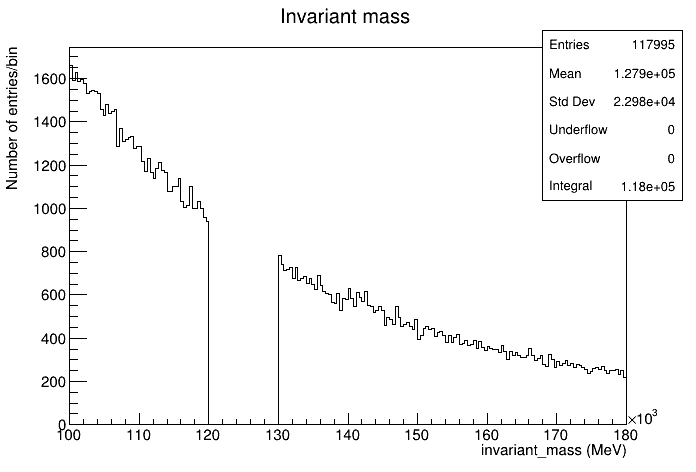 Invariant mass
Number of entries/bin
Entries 117995
Mean 1.279e+05
Std Dev 2.298e+04
Underflow 0
Overflow 0
Integral 1.18e+05
1600
1400
1200
1000
800
600
400
200
0
100 110 120 130 140 150 160 170 180
×10³
invariant_mass (MeV)